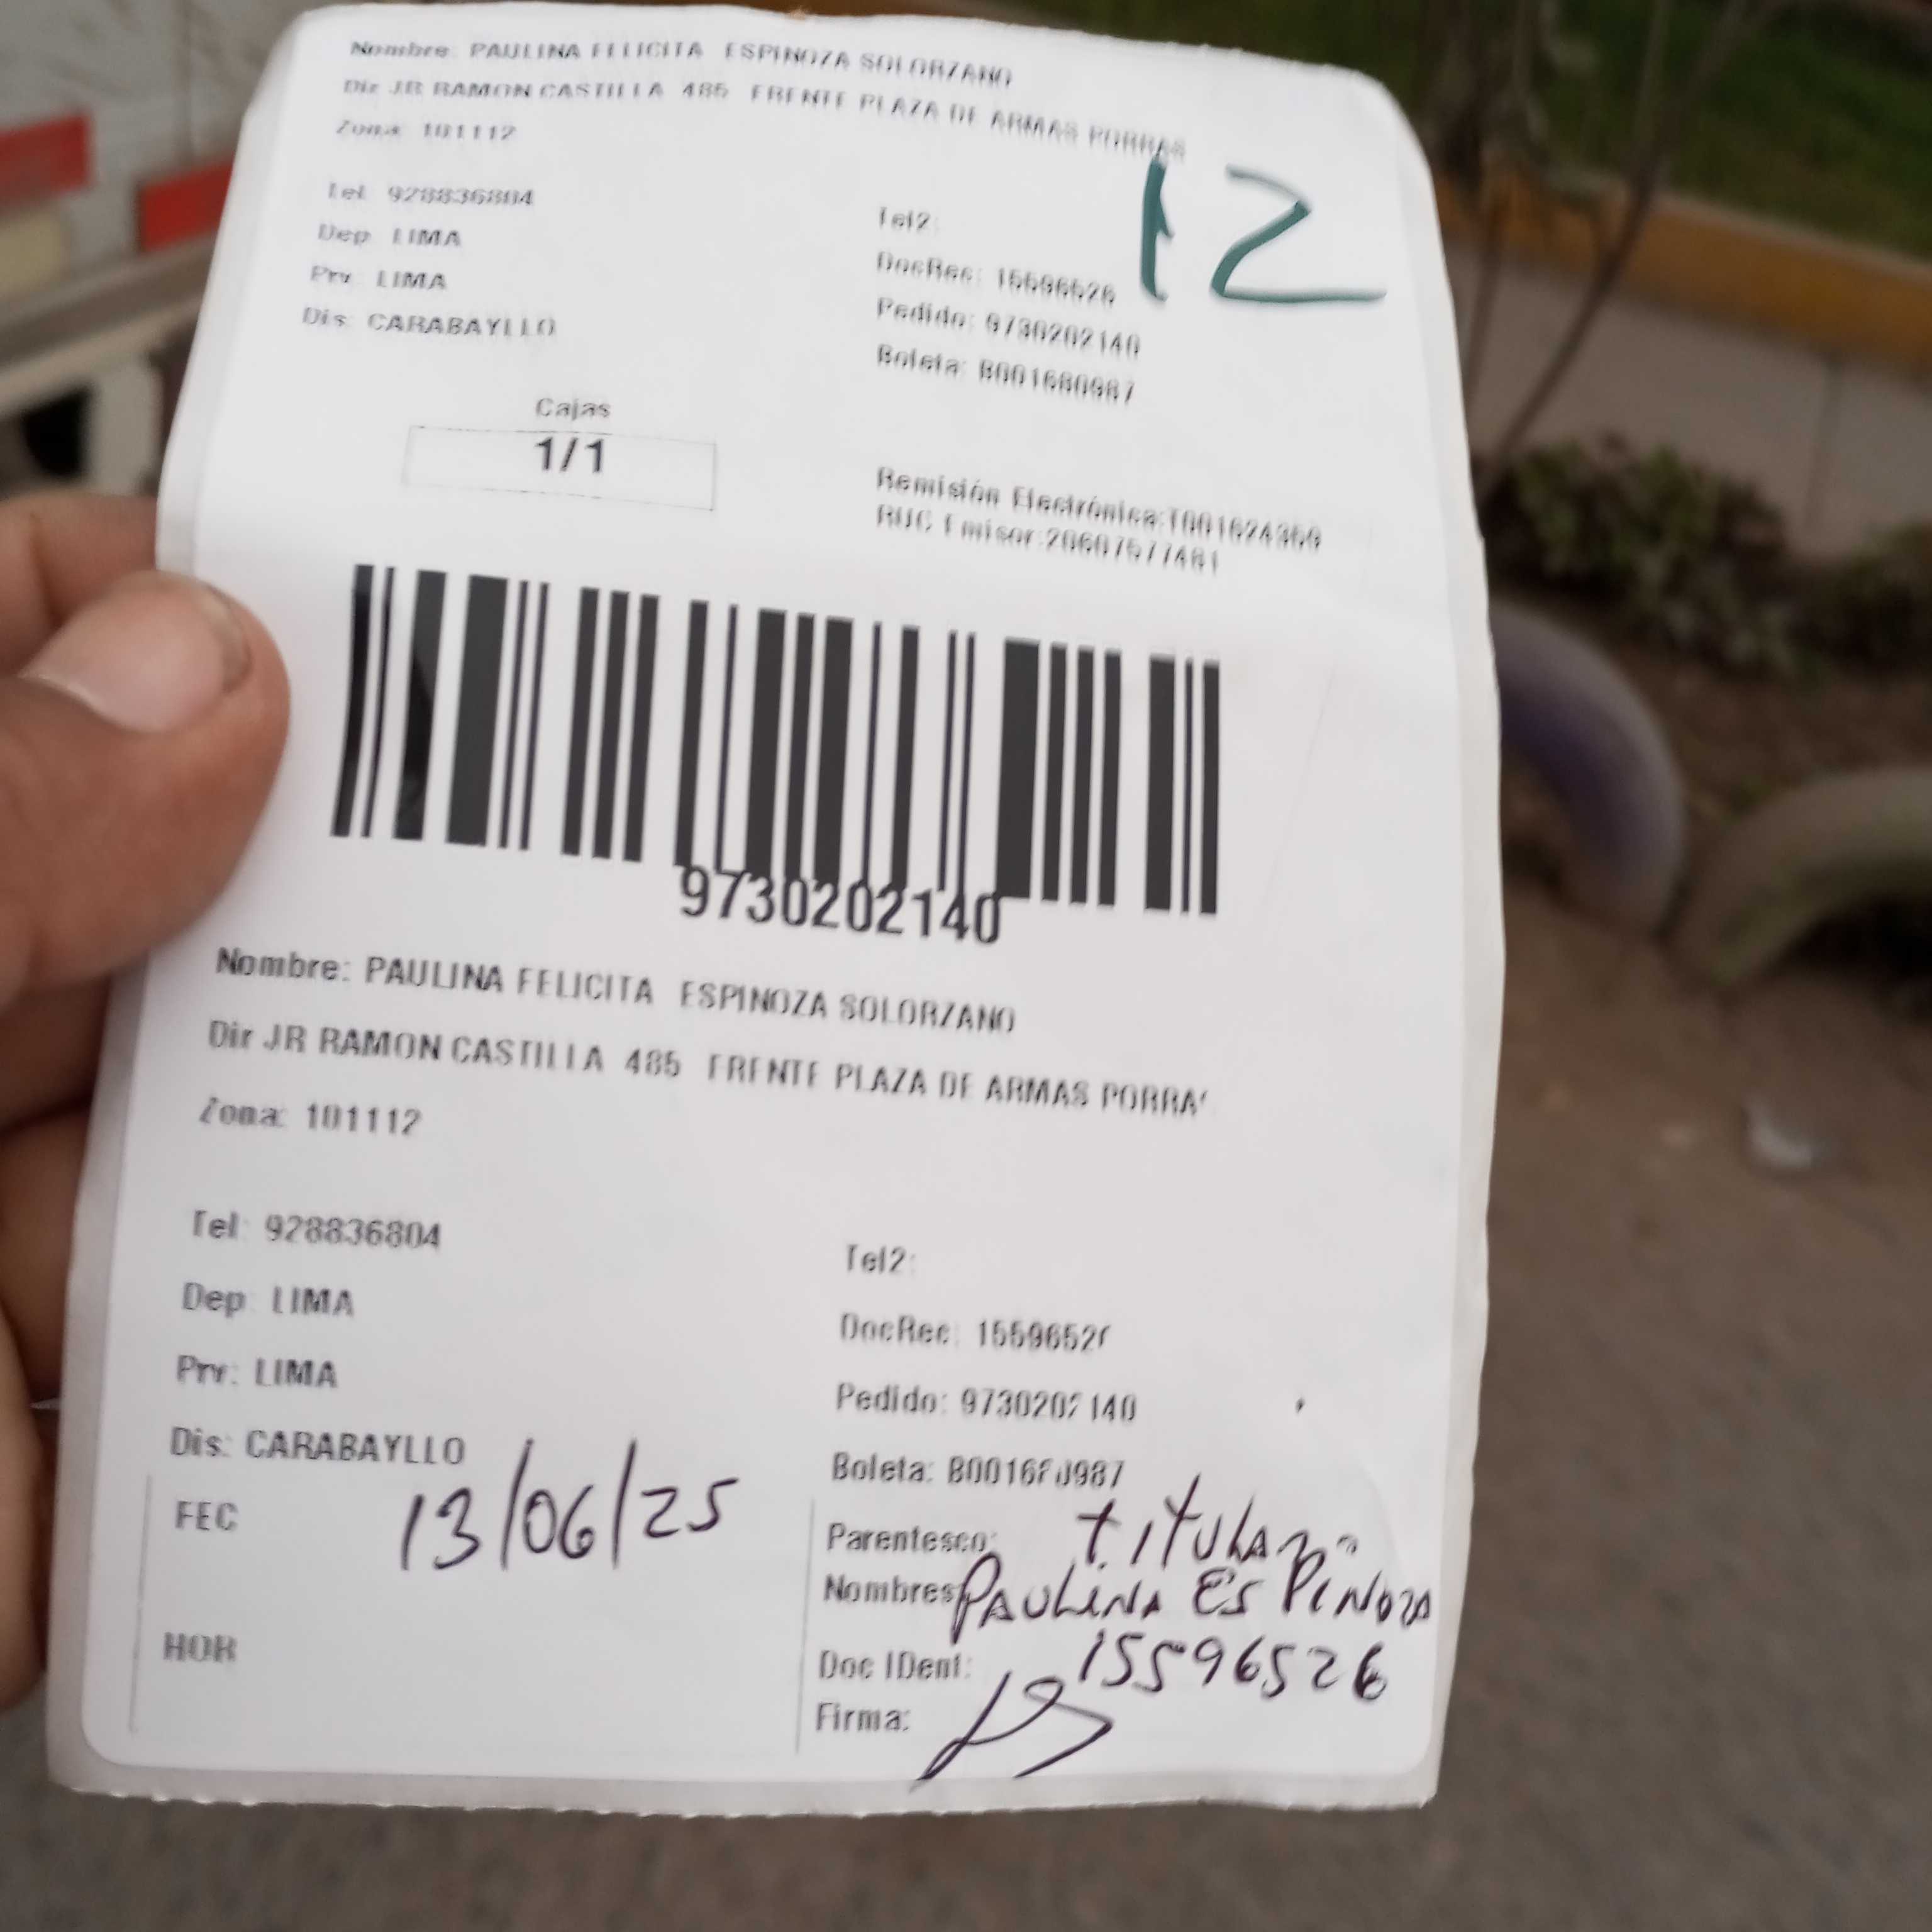 Nombre: PAULINA FELICITA ESPINOZA SOLORZANO
Dir JR RAMON CASTILLA 485 FRENTE PLAZA DE ARMAS PORRAS
Zona: 101112
12
Tel: 928836804
Tel2:
Dep: LIMA
DocRec: 15596526
Prv: LIMA
Pedido: 9730202140
Dis: CARABAYLLO
Boleta: B001680987
Cajas
1/1
Remisión Electrónica:T001624369
RUC Emisor:20607577461
9730202140
Nombre: PAULINA FELICITA ESPINOZA SOLORZANO
Dir JR RAMON CASTILLA 485 FRENTE PLAZA DE ARMAS PORRA
Zona: 101112
Tel: 928836804
Tel2:
Dep: LIMA
DocRec: 15596526
Prv: LIMA
Pedido: 9730202140
Dis: CARABAYLLO
Boleta: B001680987
FEC 13/06/25
Parentesco: titular
Nombres PAULINA ESPINOZA
HOR
Doc IDent: 15596526
Firma: